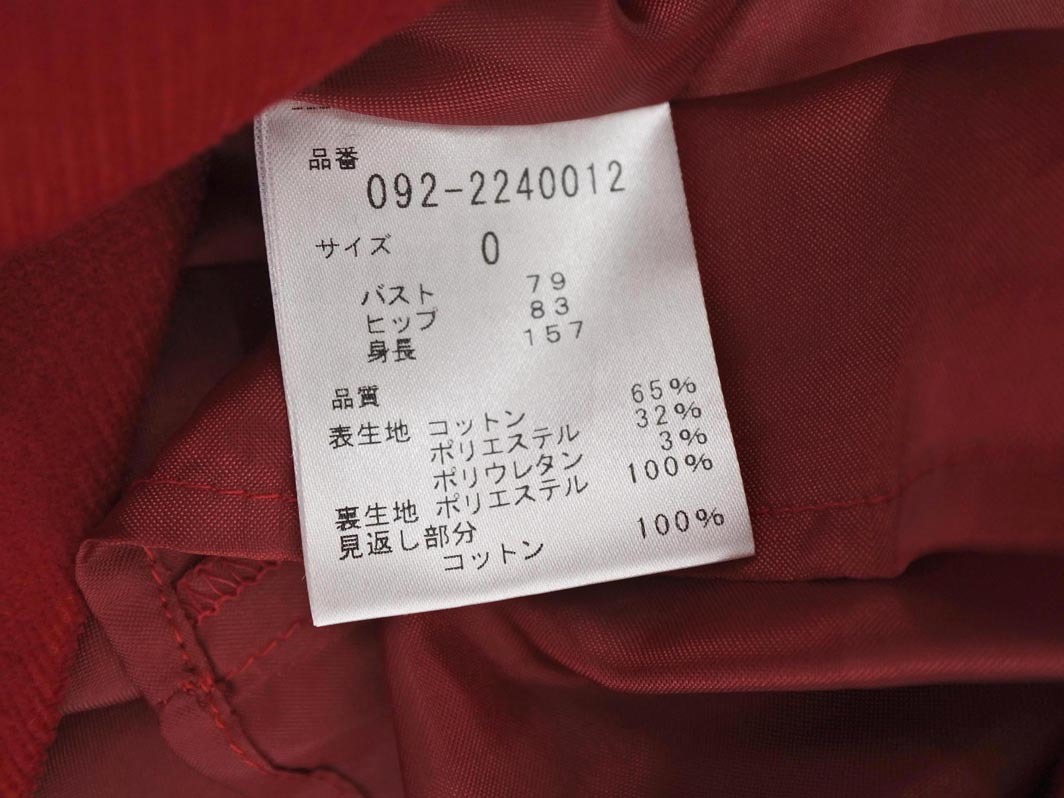 品番
092-2240012
サイズ 0
バスト 79
ヒップ 83
身長 157
品質
表生地 コットン 65%
ポリエステル 32%
ポリウレタン 3%
裏生地 ポリエステル 100%
見返し部分
コットン 100%